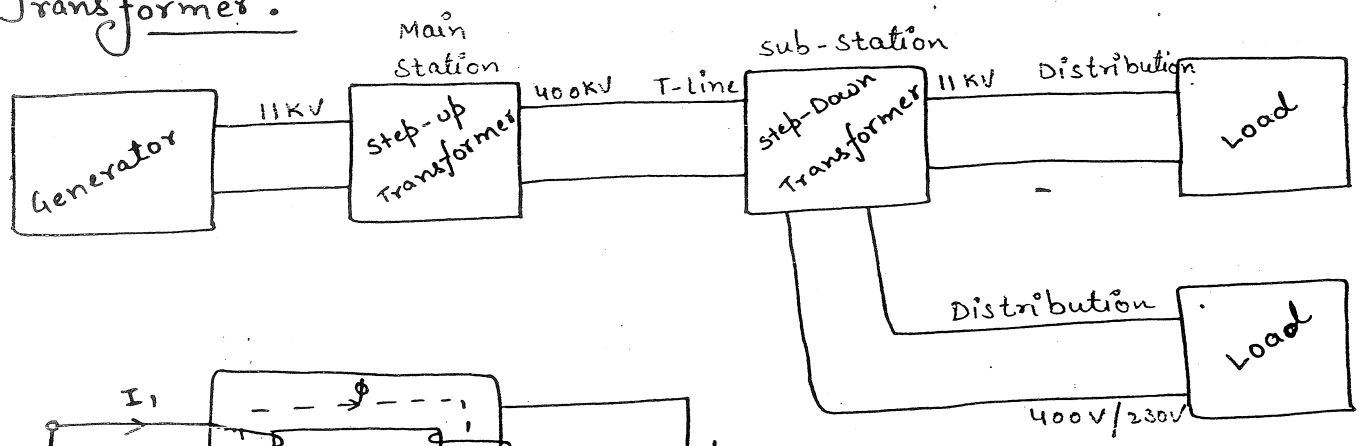 Transformer.
Main
Station
Sub-Station
Generator
11KV
Step-up
Transformer
400KV T-Line
Step-Down
Transformer
11KV Distribution
Load
Distribution
Load
400V/230V
I1
ϕ